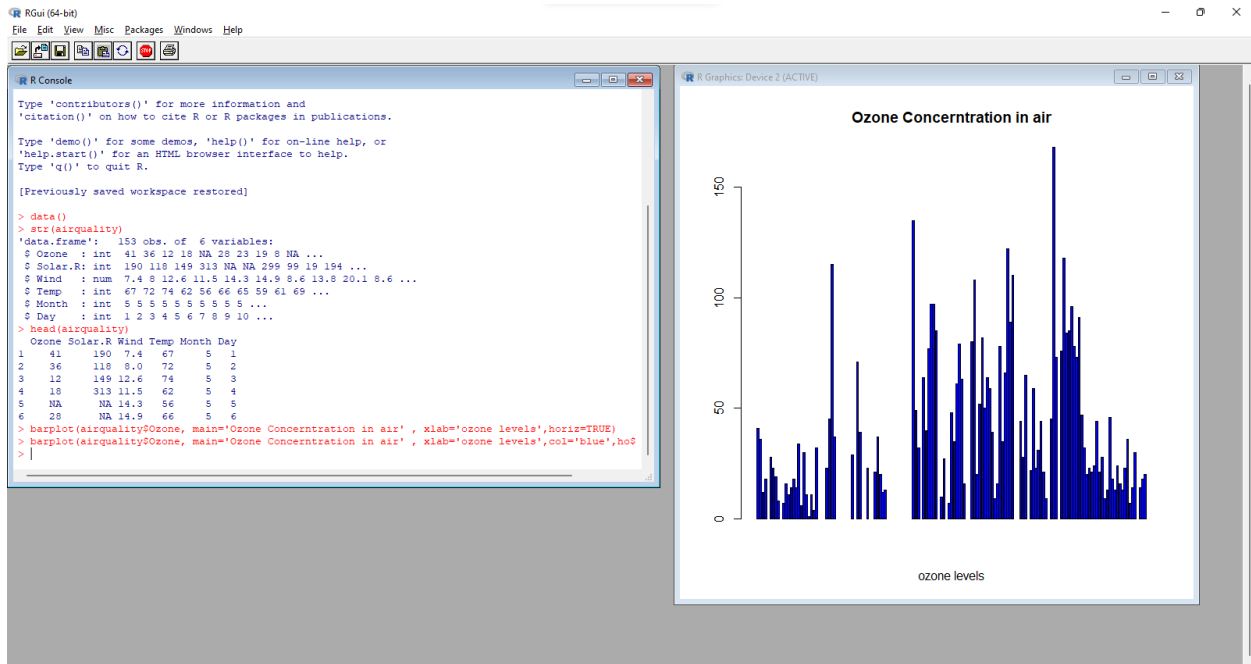 RGui (64-bit)
File Edit View Misc Packages Windows Help
STOP
R Console
Type 'contributors()' for more information and
'citation()' on how to cite R or R packages in publications.
Type 'demo()' for some demos, 'help()' for on-line help, or
'help.start()' for an HTML browser interface to help.
Type 'q()' to quit R.
[Previously saved workspace restored]
> data()
> str(airquality)
'data.frame':   153 obs. of  6 variables:
 $ Ozone  : int  41 36 12 18 NA 28 23 19 8 NA ...
 $ Solar.R: int  190 118 149 313 NA NA 299 99 19 194 ...
 $ Wind   : num  7.4 8 12.6 11.5 14.3 14.9 8.6 13.8 20.1 8.6 ...
 $ Temp   : int  67 72 74 62 56 66 65 59 61 69 ...
 $ Month  : int  5 5 5 5 5 5 5 5 5 5 ...
 $ Day    : int  1 2 3 4 5 6 7 8 9 10 ...
> head(airquality)
  Ozone Solar.R Wind Temp Month Day
1    41     190  7.4   67     5   1
2    36     118  8.0   72     5   2
3    12     149 12.6   74     5   3
4    18     313 11.5   62     5   4
5    NA      NA 14.3   56     5   5
6    28      NA 14.9   66     5   6
> barplot(airquality$Ozone, main='Ozone Concerntration in air' , xlab='ozone levels',horiz=TRUE)
> barplot(airquality$Ozone, main='Ozone Concerntration in air' , xlab='ozone levels',col='blue',ho$
>
R Graphics: Device 2 (ACTIVE)
Ozone Concerntration in air
150
100
50
0
ozone levels